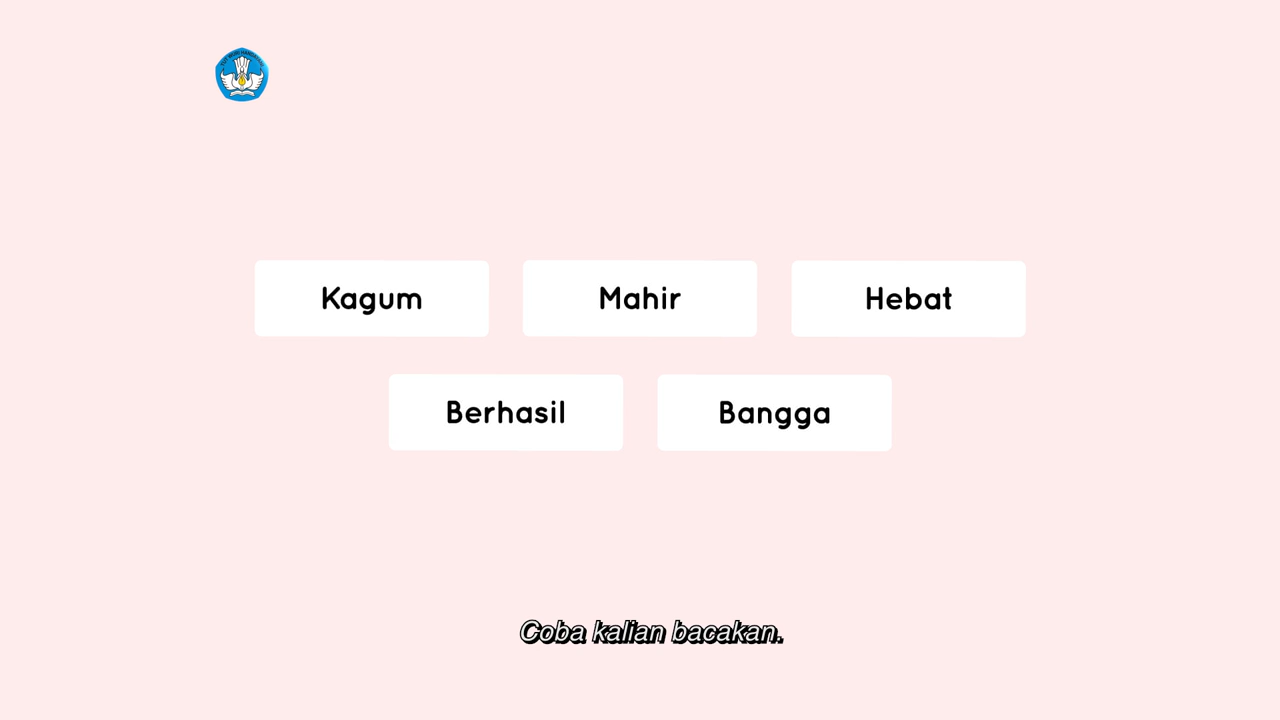 Kagum
Mahir
Hebat
Berhasil
Bangga
Coba kalian bacakan.